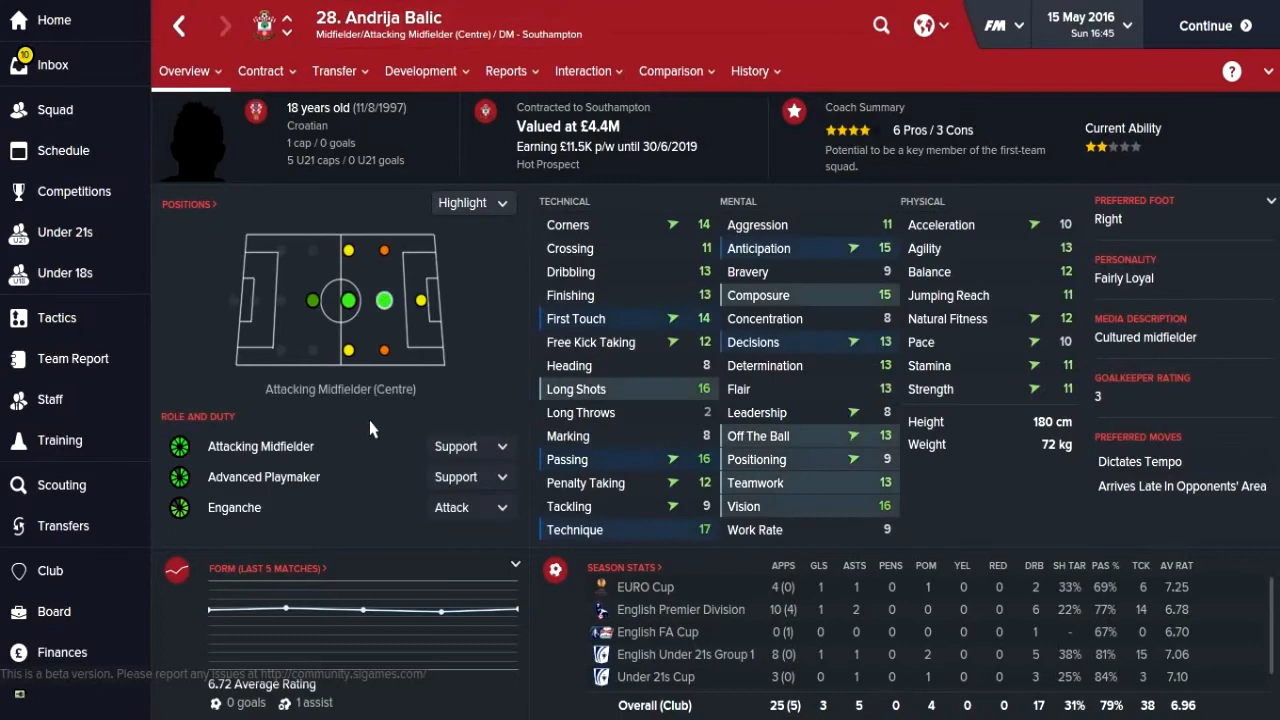 Home
Inbox
10
Squad
Schedule
Competitions
Under 21s
U21
Under 18s
U18
Tactics
Team Report
Staff
Training
Scouting
Transfers
Club
Board
£ Finances
This is a beta version. Please report any issues at http://community.sigames.com/
28. Andrija Balic
Midfielder/Attacking Midfielder (Centre) / DM - Southampton
FM
15 May 2016
Sun 16:45
Continue
Overview Contract Transfer Development Reports Interaction Comparison History
?
18 years old (11/8/1997)
Croatian
1 cap / 0 goals
5 U21 caps / 0 U21 goals
Contracted to Southampton
Valued at £4.4M
Earning £11.5K p/w until 30/6/2019
Hot Prospect
Coach Summary
6 Pros / 3 Cons
Potential to be a key member of the first-team
squad.
Current Ability
POSITIONS >
Highlight
Attacking Midfielder (Centre)
ROLE AND DUTY
Attacking Midfielder Support
Advanced Playmaker Support
Enganche Attack
TECHNICAL
Corners 14
Crossing 11
Dribbling 13
Finishing 13
First Touch 14
Free Kick Taking 12
Heading 8
Long Shots 16
Long Throws 2
Marking 8
Passing 16
Penalty Taking 12
Tackling 9
Technique 17
MENTAL
Aggression 11
Anticipation 15
Bravery 9
Composure 15
Concentration 8
Decisions 13
Determination 13
Flair 13
Leadership 8
Off The Ball 13
Positioning 9
Teamwork 13
Vision 16
Work Rate 9
PHYSICAL
Acceleration 10
Agility 13
Balance 12
Jumping Reach 11
Natural Fitness 12
Pace 10
Stamina 11
Strength 11
Height 180 cm
Weight 72 kg
PREFERRED FOOT
Right
PERSONALITY
Fairly Loyal
MEDIA DESCRIPTION
Cultured midfielder
GOALKEEPER RATING
3
PREFERRED MOVES
Dictates Tempo
Arrives Late In Opponents' Area
FORM (LAST 5 MATCHES) >
6.72 Average Rating
0 goals 1 assist
SEASON STATS > APPS GLS ASTS PENS POM YEL RED DRB SH TAR PAS % TCK AV RAT
EURO Cup 4 (0) 1 1 0 1 0 0 2 33% 69% 6 7.25
English Premier Division 10 (4) 1 2 0 0 0 0 6 22% 77% 14 6.78
English FA Cup 0 (1) 0 0 0 0 0 0 1 - 67% 0 6.70
English Under 21s Group 1 8 (0) 1 1 0 2 0 0 5 38% 81% 15 7.06
Under 21s Cup 3 (0) 0 1 0 1 0 0 3 25% 84% 3 7.10
Overall (Club) 25 (5) 3 5 0 4 0 0 17 31% 79% 38 6.96